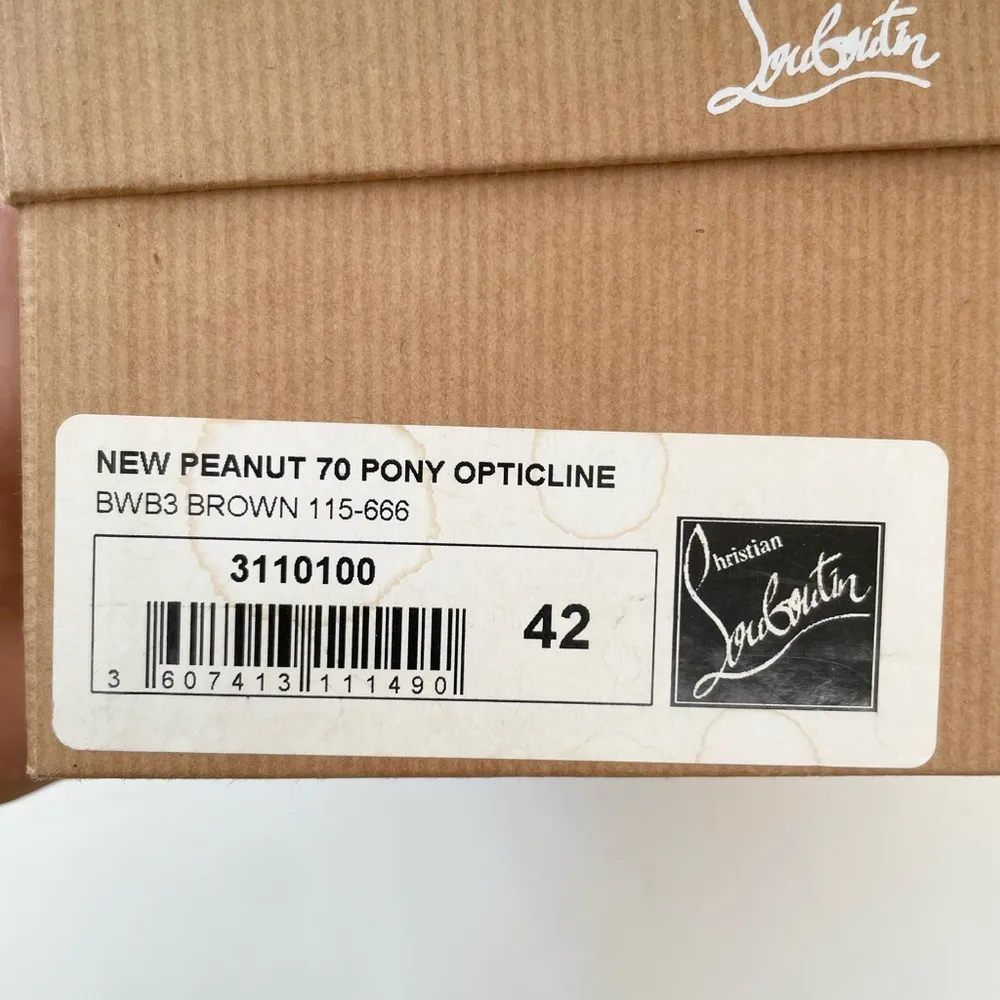 Louboutin
NEW PEANUT 70 PONY OPTICLINE
BWB3 BROWN 115-666
3110100
42
3 607413 111490
Christian
Louboutin